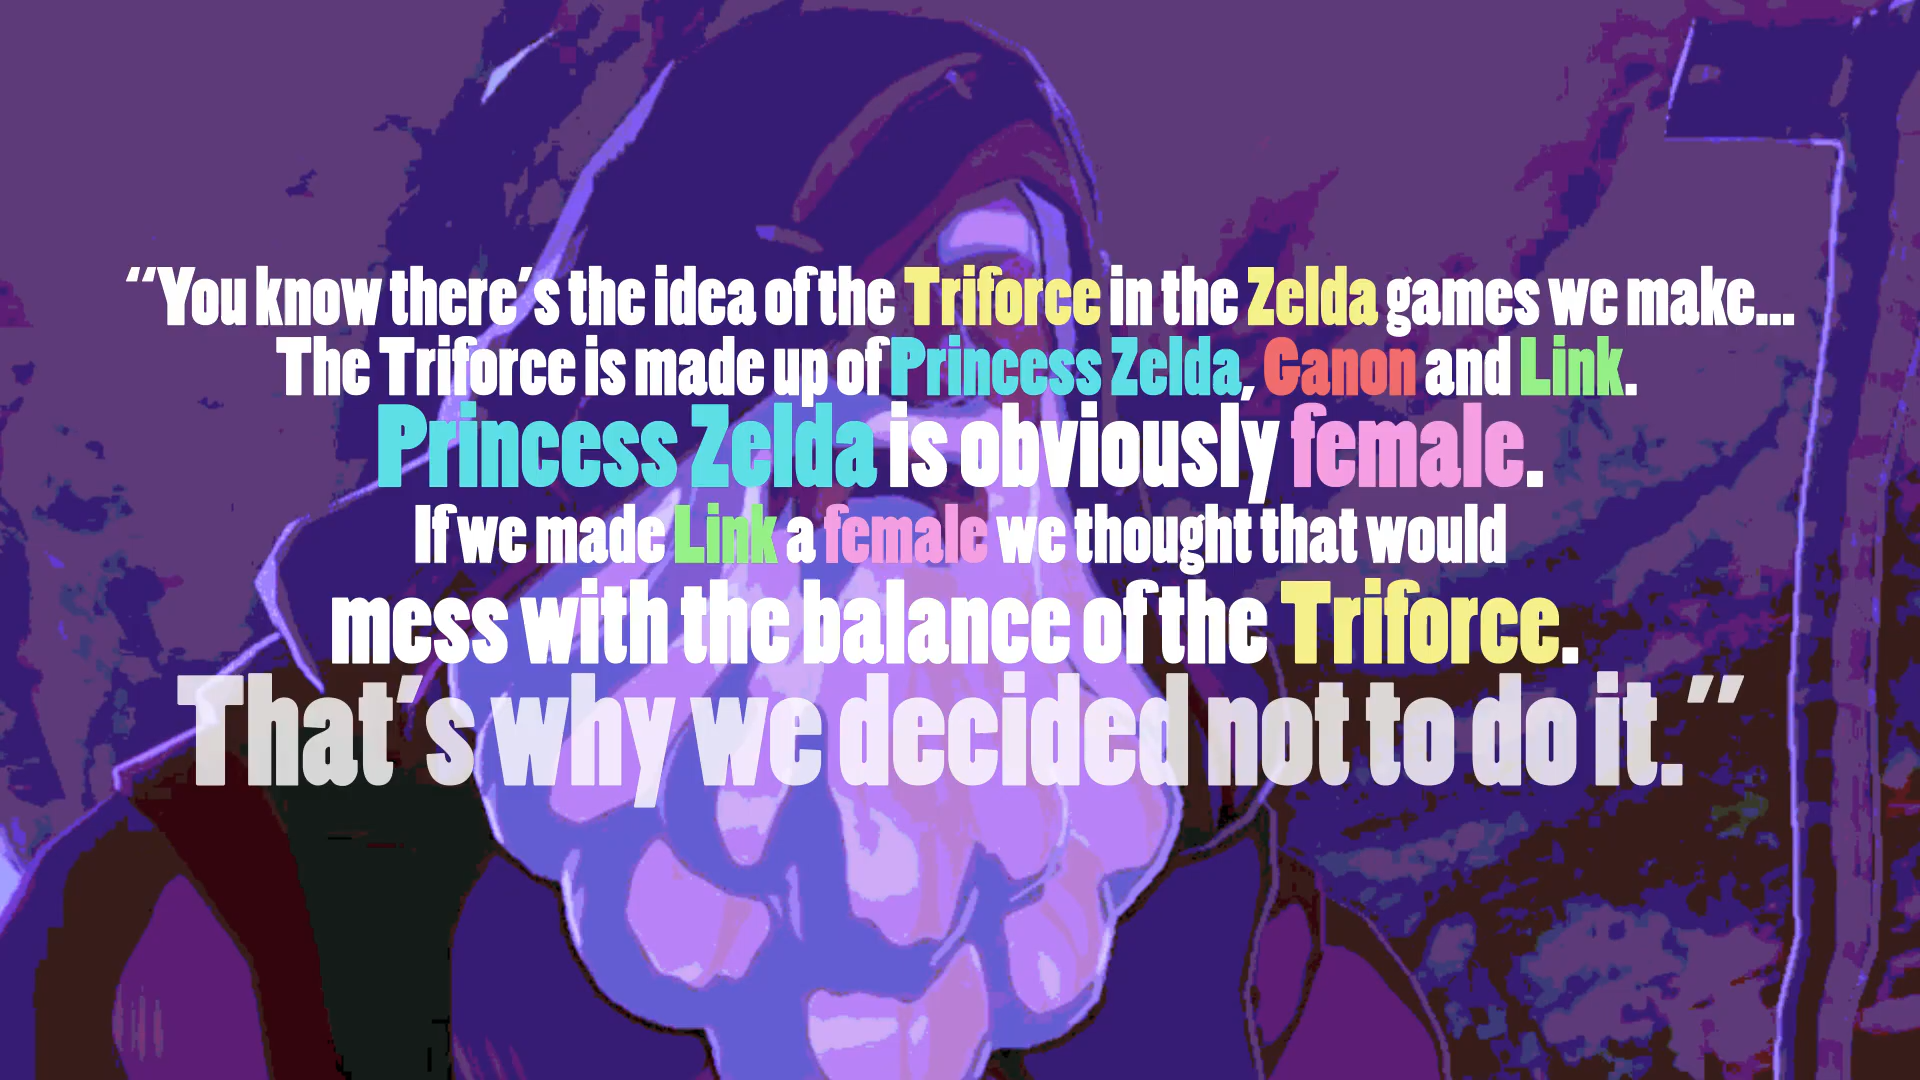 “You know there’s the idea of the Triforce in the Zelda games we make...
The Triforce is made up of Princess Zelda, Ganon and Link.
Princess Zelda is obviously female.
If we made Link a female we thought that would
mess with the balance of the Triforce.
That’s why we decided not to do it.”